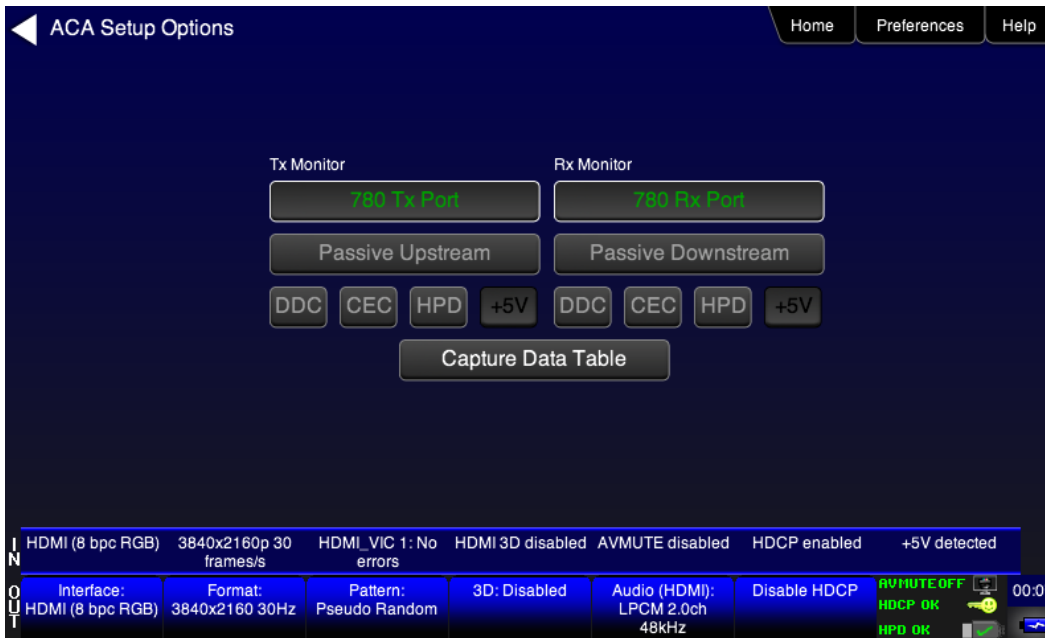 ACA Setup Options
Home
Preferences
Help
Tx Monitor
Rx Monitor
780 Tx Port
780 Rx Port
Passive Upstream
Passive Downstream
DDC
CEC
HPD
+5V
DDC
CEC
HPD
+5V
Capture Data Table
IN
HDMI (8 bpc RGB)
3840x2160p 30
frames/s
HDMI_VIC 1: No
errors
HDMI 3D disabled
AVMUTE disabled
HDCP enabled
+5V detected
OUT
Interface:
HDMI (8 bpc RGB)
Format:
3840x2160 30Hz
Pattern:
Pseudo Random
3D: Disabled
Audio (HDMI):
LPCM 2.0ch
48kHz
Disable HDCP
AVMUTE OFF
HDCP OK
HPD OK
00:0